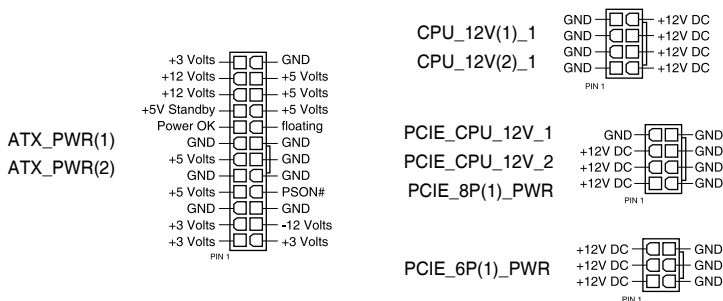 ATX_PWR(1)
ATX_PWR(2)
+3 Volts GND
+12 Volts +5 Volts
+12 Volts +5 Volts
+5V Standby +5 Volts
Power OK floating
GND GND
+5 Volts GND
GND GND
+5 Volts PSON#
GND GND
+3 Volts -12 Volts
+3 Volts +3 Volts
PIN 1
CPU_12V(1)_1
CPU_12V(2)_1
GND +12V DC
GND +12V DC
GND +12V DC
GND +12V DC
PIN 1
PCIE_CPU_12V_1
PCIE_CPU_12V_2
PCIE_8P(1)_PWR
GND GND
+12V DC GND
+12V DC GND
+12V DC GND
PIN 1
PCIE_6P(1)_PWR
+12V DC GND
+12V DC GND
+12V DC GND
PIN 1